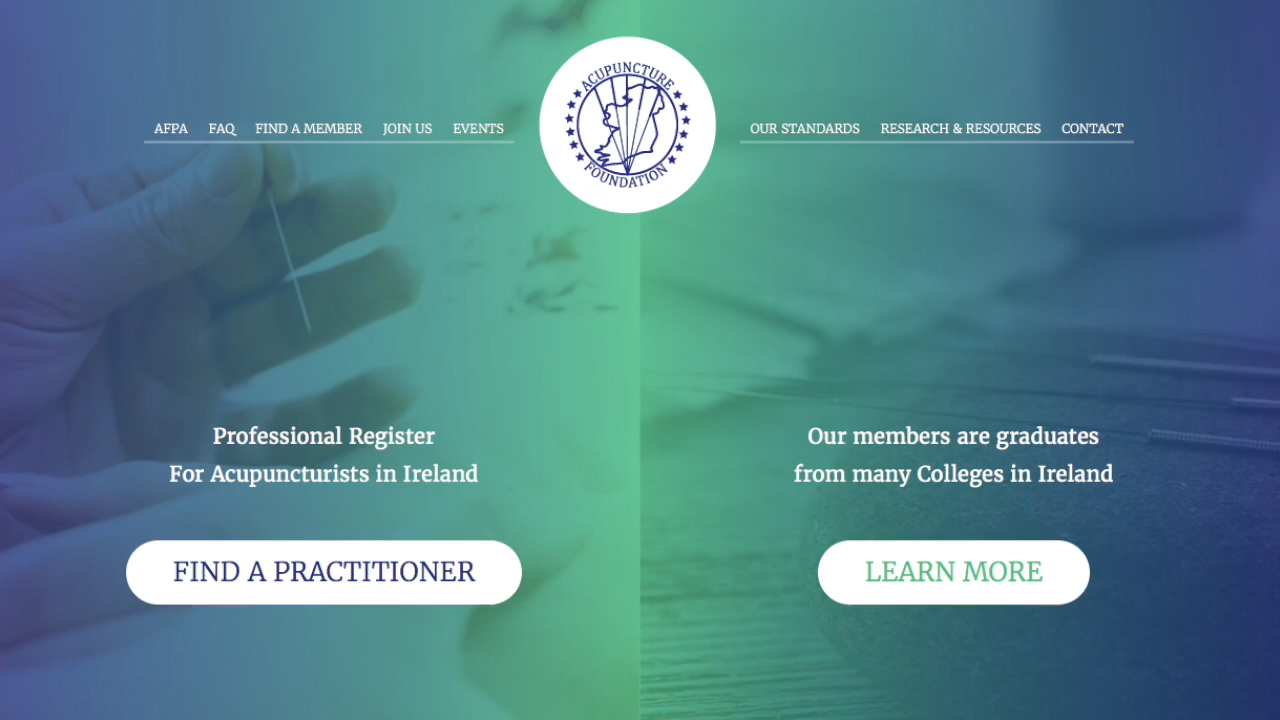 ACUPUNCTURE
FOUNDATION
AFPA FAQ FIND A MEMBER JOIN US EVENTS
OUR STANDARDS RESEARCH & RESOURCES CONTACT
Professional Register
For Acupuncturists in Ireland
FIND A PRACTITIONER
Our members are graduates
from many Colleges in Ireland
LEARN MORE